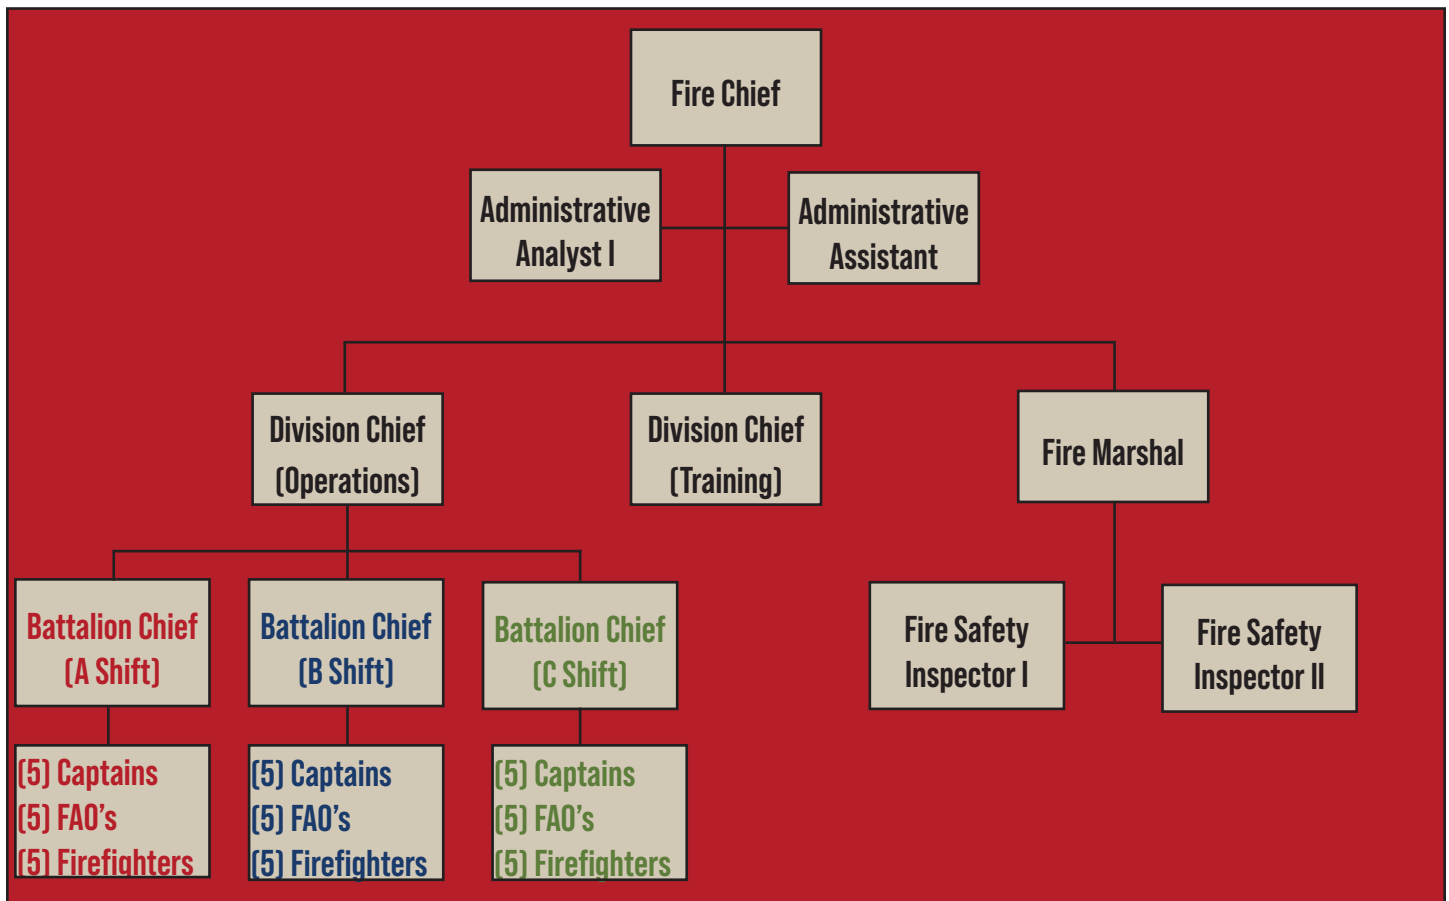 Fire Chief
Administrative
Analyst I
Administrative
Assistant
Division Chief
(Operations)
Division Chief
(Training)
Fire Marshal
Battalion Chief
(A Shift)
Battalion Chief
(B Shift)
Battalion Chief
(C Shift)
Fire Safety
Inspector I
Fire Safety
Inspector II
(5) Captains
(5) FAO’s
(5) Firefighters
(5) Captains
(5) FAO’s
(5) Firefighters
(5) Captains
(5) FAO’s
(5) Firefighters